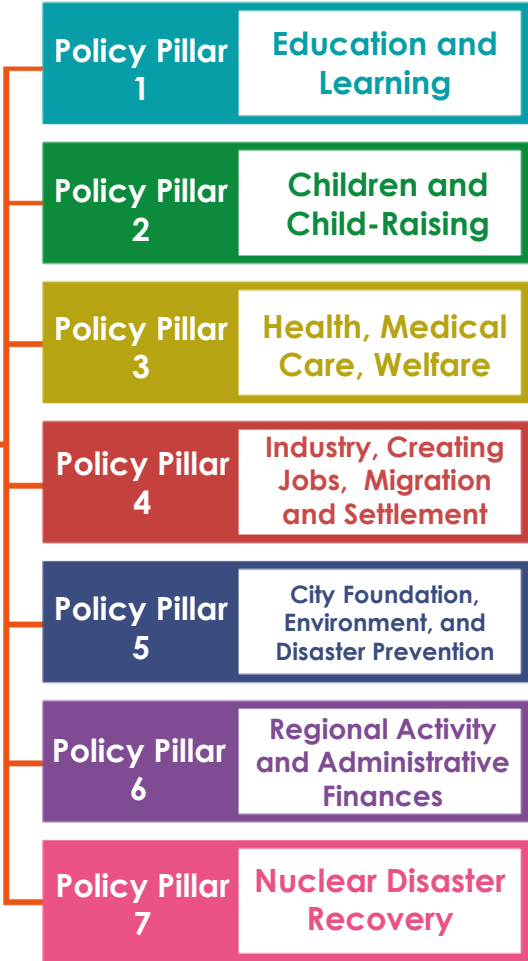 Policy Pillar
1
Education and
Learning
Policy Pillar
2
Children and
Child-Raising
Policy Pillar
3
Health, Medical
Care, Welfare
Policy Pillar
4
Industry, Creating
Jobs, Migration
and Settlement
Policy Pillar
5
City Foundation,
Environment, and
Disaster Prevention
Policy Pillar
6
Regional Activity
and Administrative
Finances
Policy Pillar
7
Nuclear Disaster
Recovery